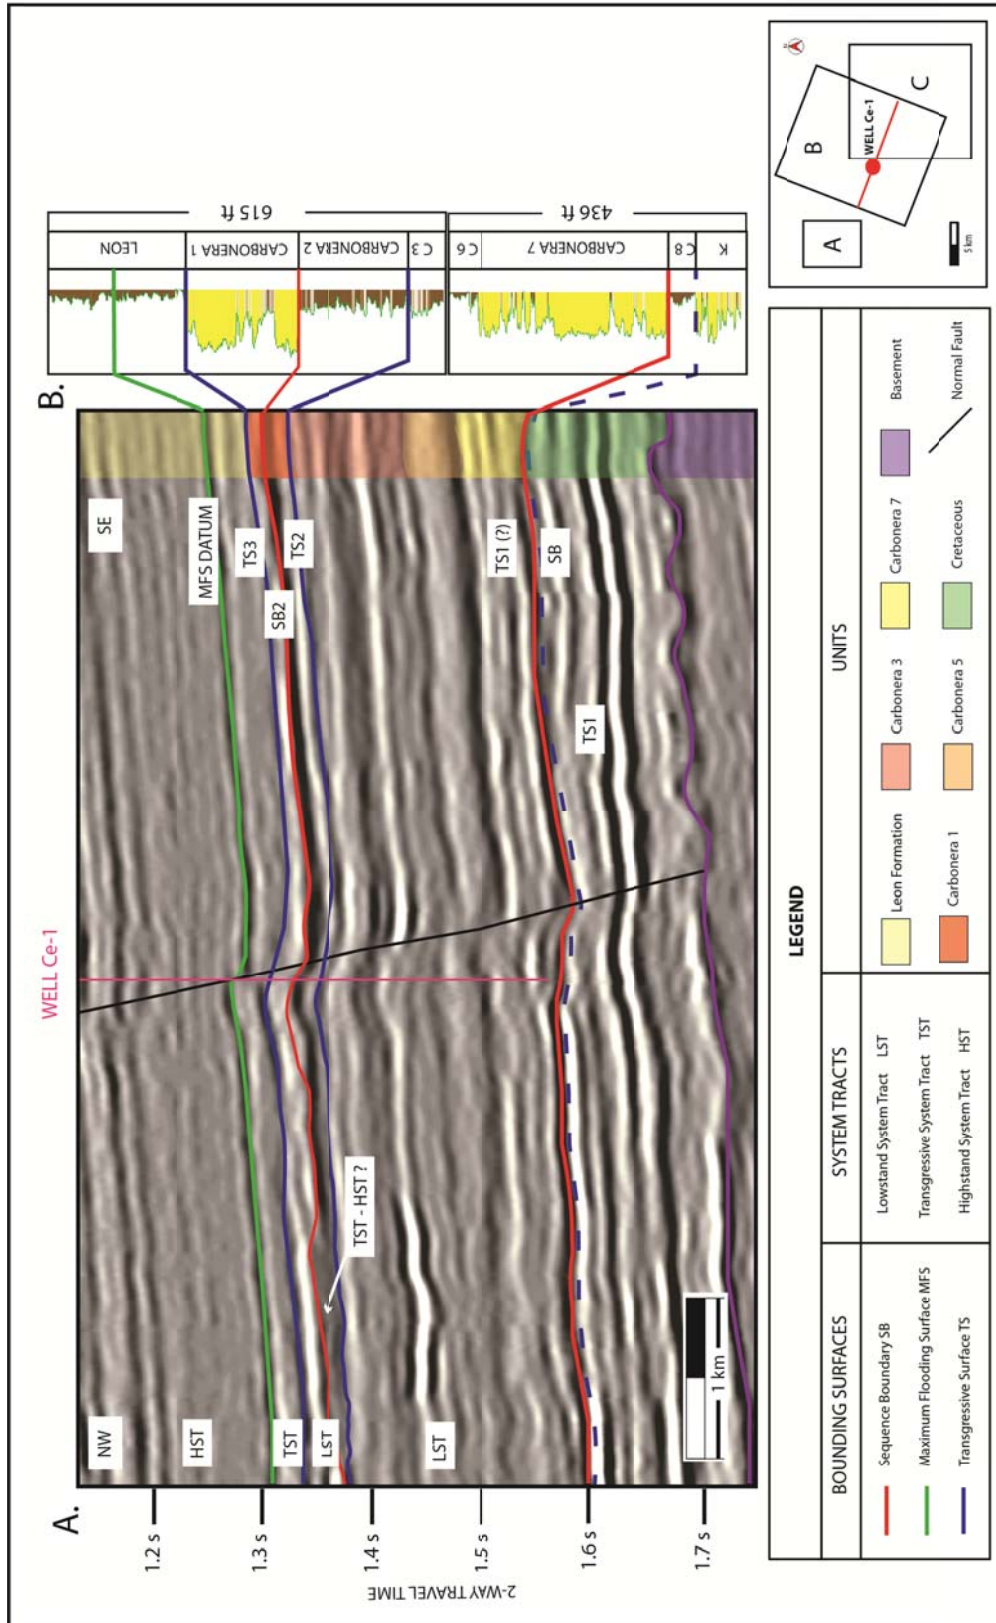 A.
B.
WELL Ce-1
NW
SE
HST
TST
LST
TST - HST ?
LST
MFS DATUM
TS3
SB2
TS2
TS1 (?)
SB
TS1
1 km
2-WAY TRAVEL TIME
1.2 s
1.3 s
1.4 s
1.5 s
1.6 s
1.7 s
LEON
CARBONERA 1
CARBONERA 2
C 3
615 ft
C 6
CARBONERA 7
C 8
K
436 ft
A
B
C
WELL Ce-1
5 km
LEGEND
BOUNDING SURFACES
SYSTEM TRACTS
UNITS
Sequence Boundary SB
Maximum Flooding Surface MFS
Transgressive Surface TS
Lowstand System Tract LST
Transgressive System Tract TST
Highstand System Tract HST
Leon Formation
Carbonera 3
Carbonera 7
Basement
Carbonera 1
Carbonera 5
Cretaceous
Normal Fault